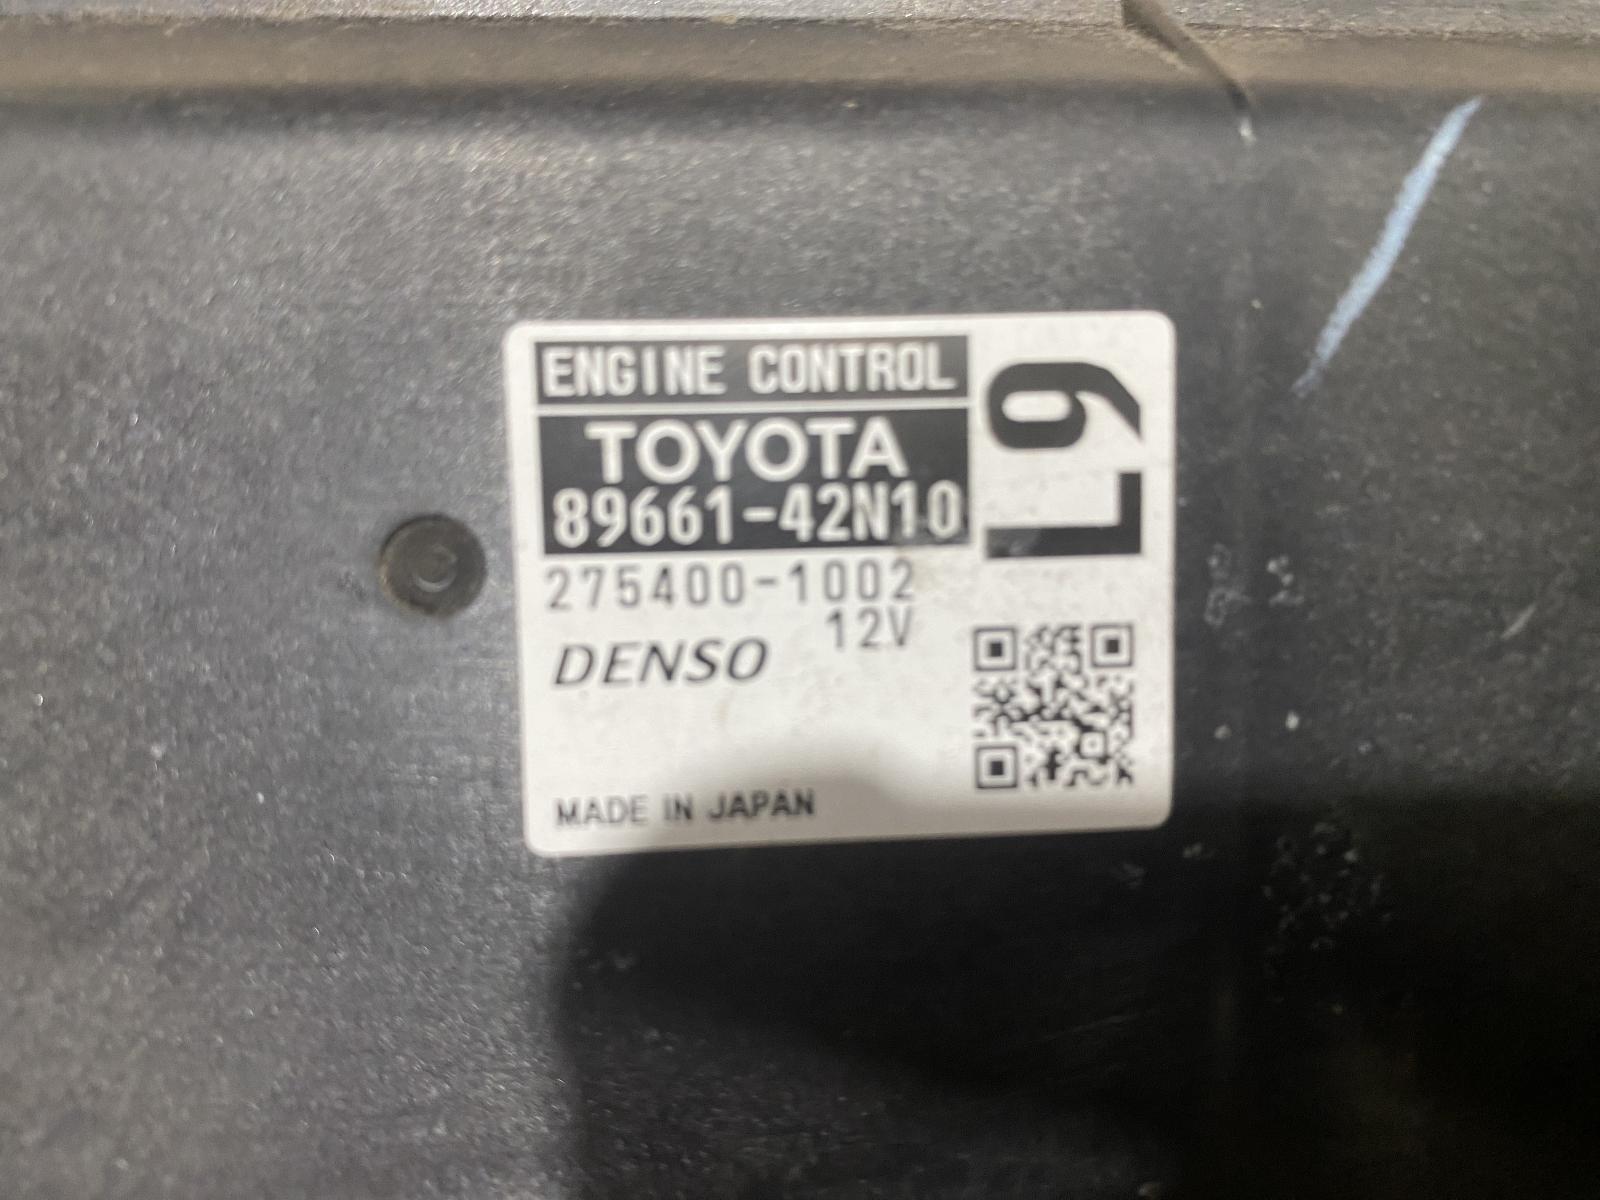 ENGINE CONTROL
TOYOTA
89661-42N10
275400-1002
12V
DENSO
MADE IN JAPAN
L9